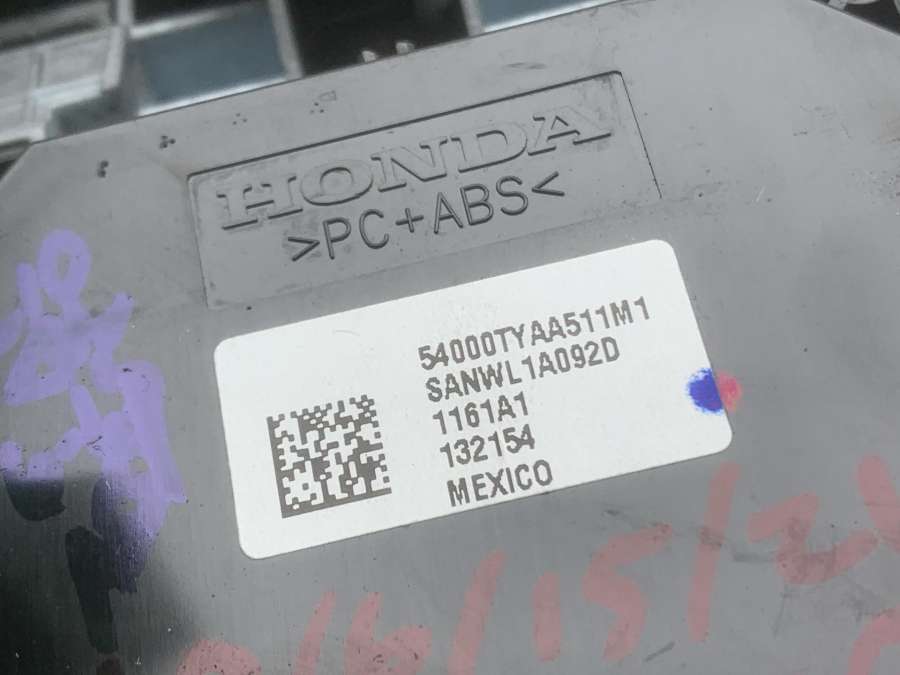 HONDA
>PC+ABS<
54000TYAA511M1
SANWL1A092D
1161A1
132154
MEXICO